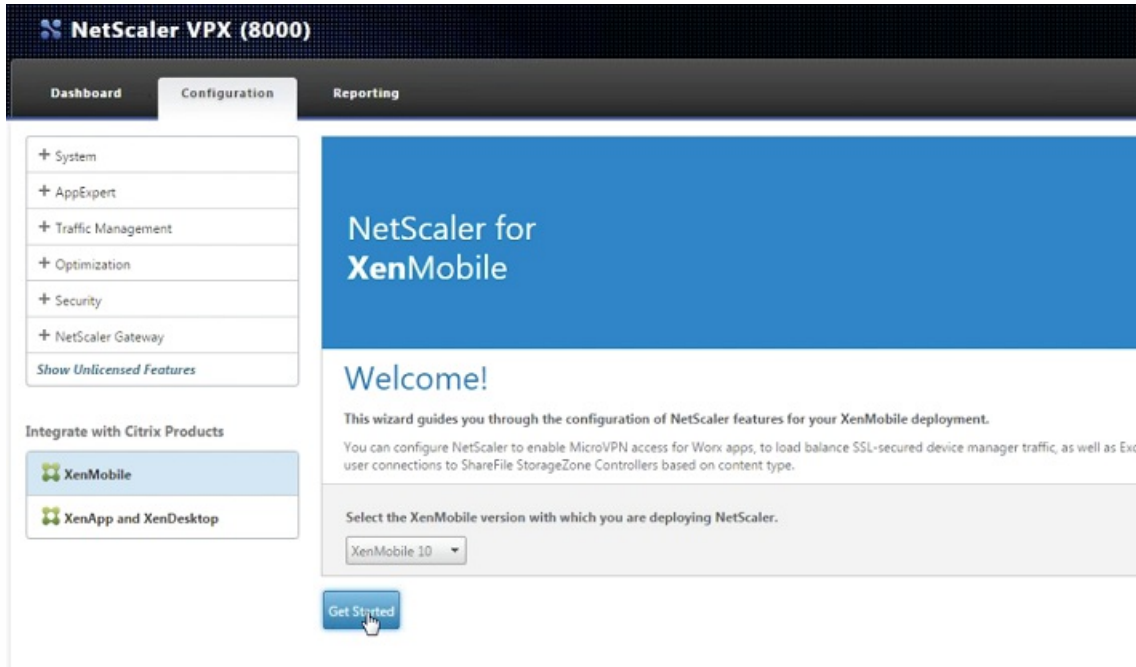 NetScaler VPX (8000)
Dashboard
Configuration
Reporting
+ System
+ AppExpert
+ Traffic Management
+ Optimization
+ Security
+ NetScaler Gateway
Show Unlicensed Features
Integrate with Citrix Products
XenMobile
XenApp and XenDesktop
NetScaler for
XenMobile
Welcome!
This wizard guides you through the configuration of NetScaler features for your XenMobile deployment.
You can configure NetScaler to enable MicroVPN access for Worx apps, to load balance SSL-secured device manager traffic, as well as Exc
user connections to ShareFile StorageZone Controllers based on content type.
Select the XenMobile version with which you are deploying NetScaler.
XenMobile 10
Get Started